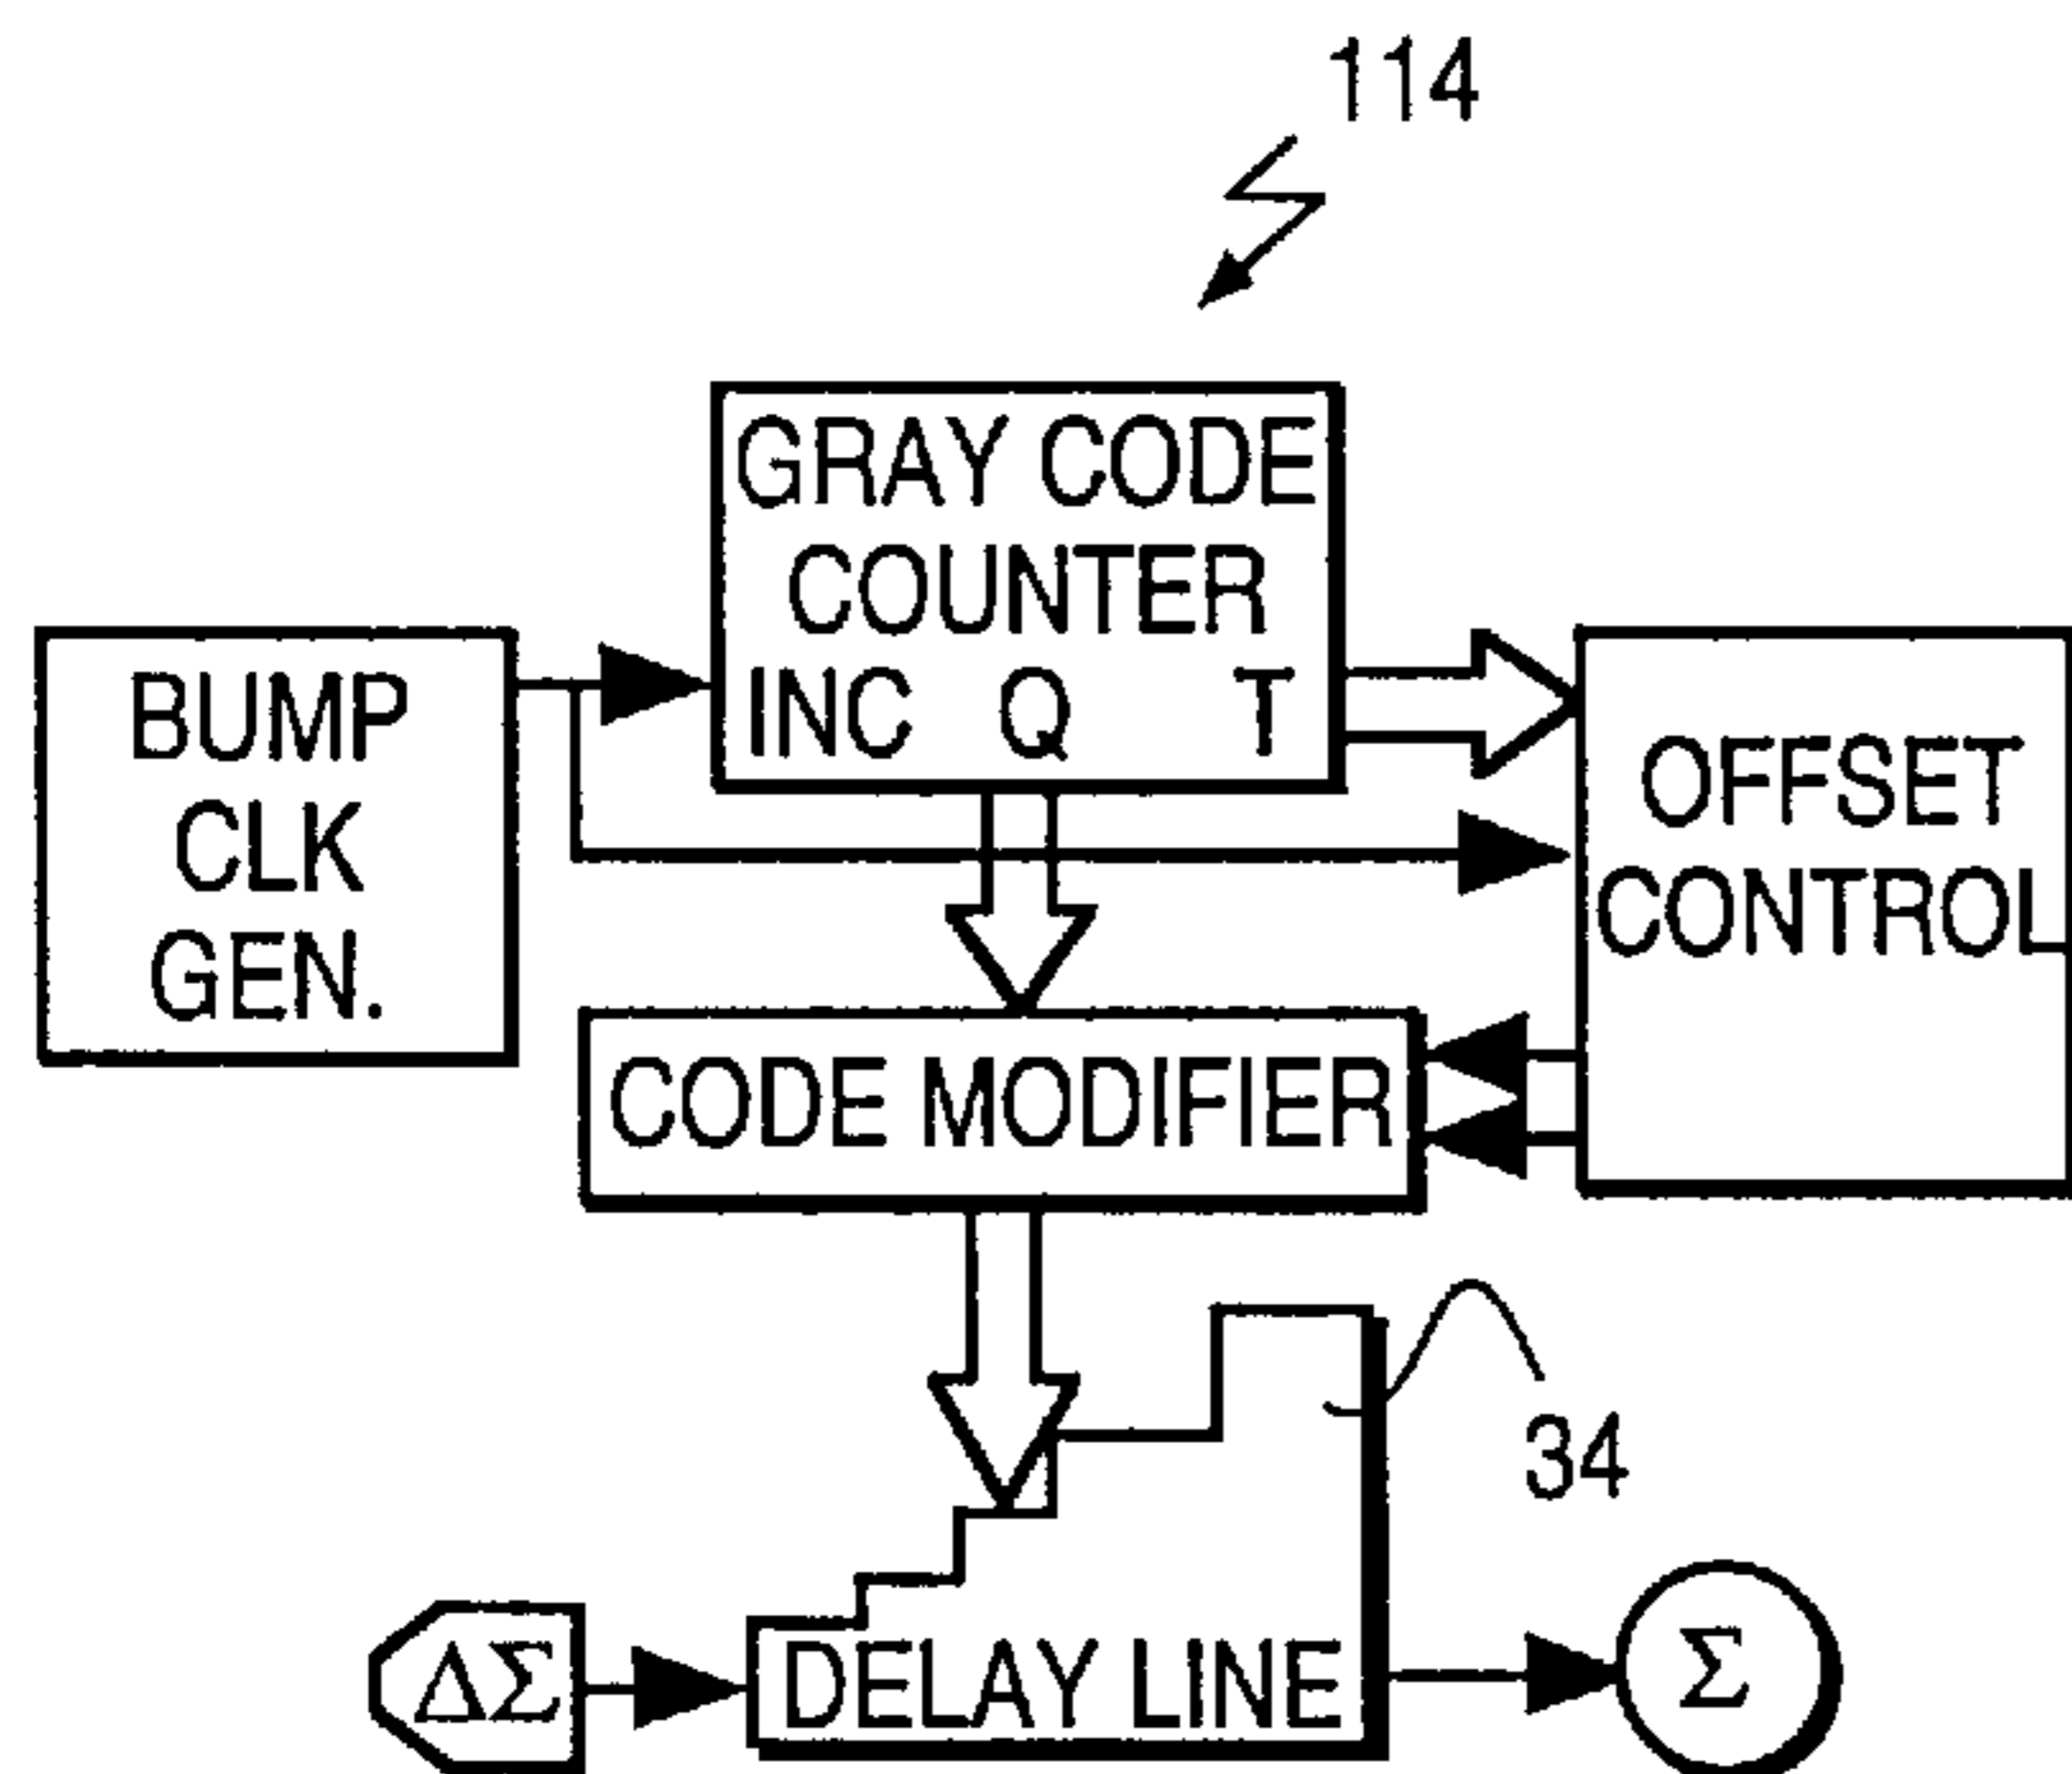 114
GRAY CODE
COUNTER
INC Q T
BUMP
CLK
GEN.
OFFSET
CONTROL
CODE MODIFIER
34
ΔΣ
DELAY LINE
Σ